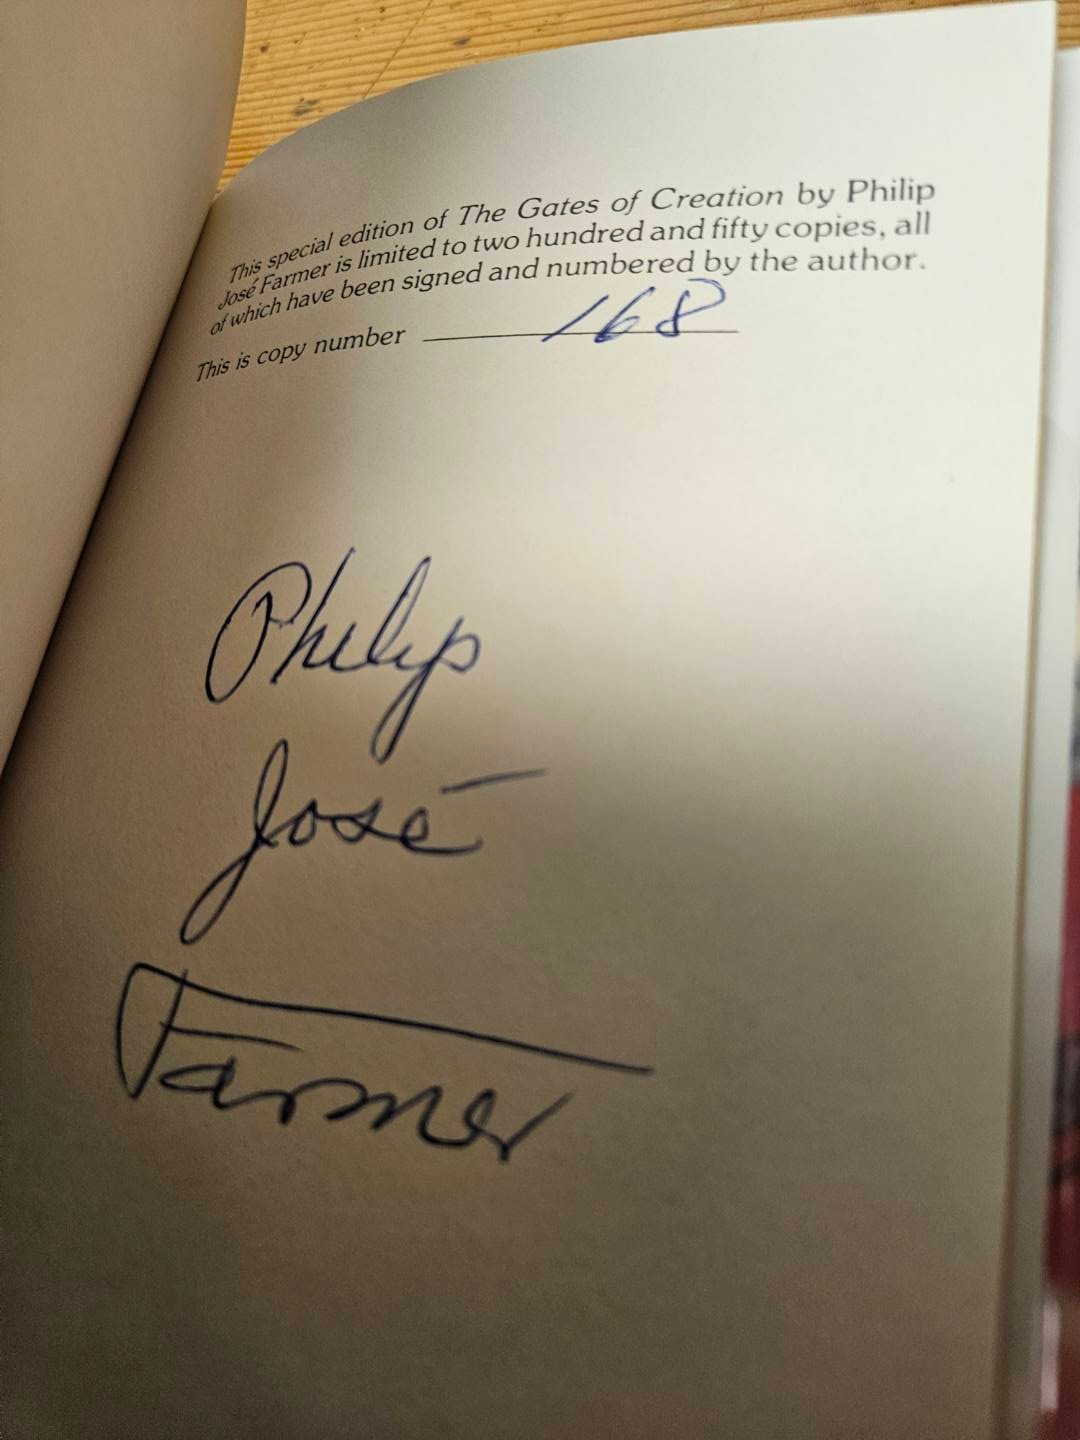 This special edition of The Gates of Creation by Philip
José Farmer is limited to two hundred and fifty copies, all
of which have been signed and numbered by the author.
This is copy number 168
Philip
José
Farmer